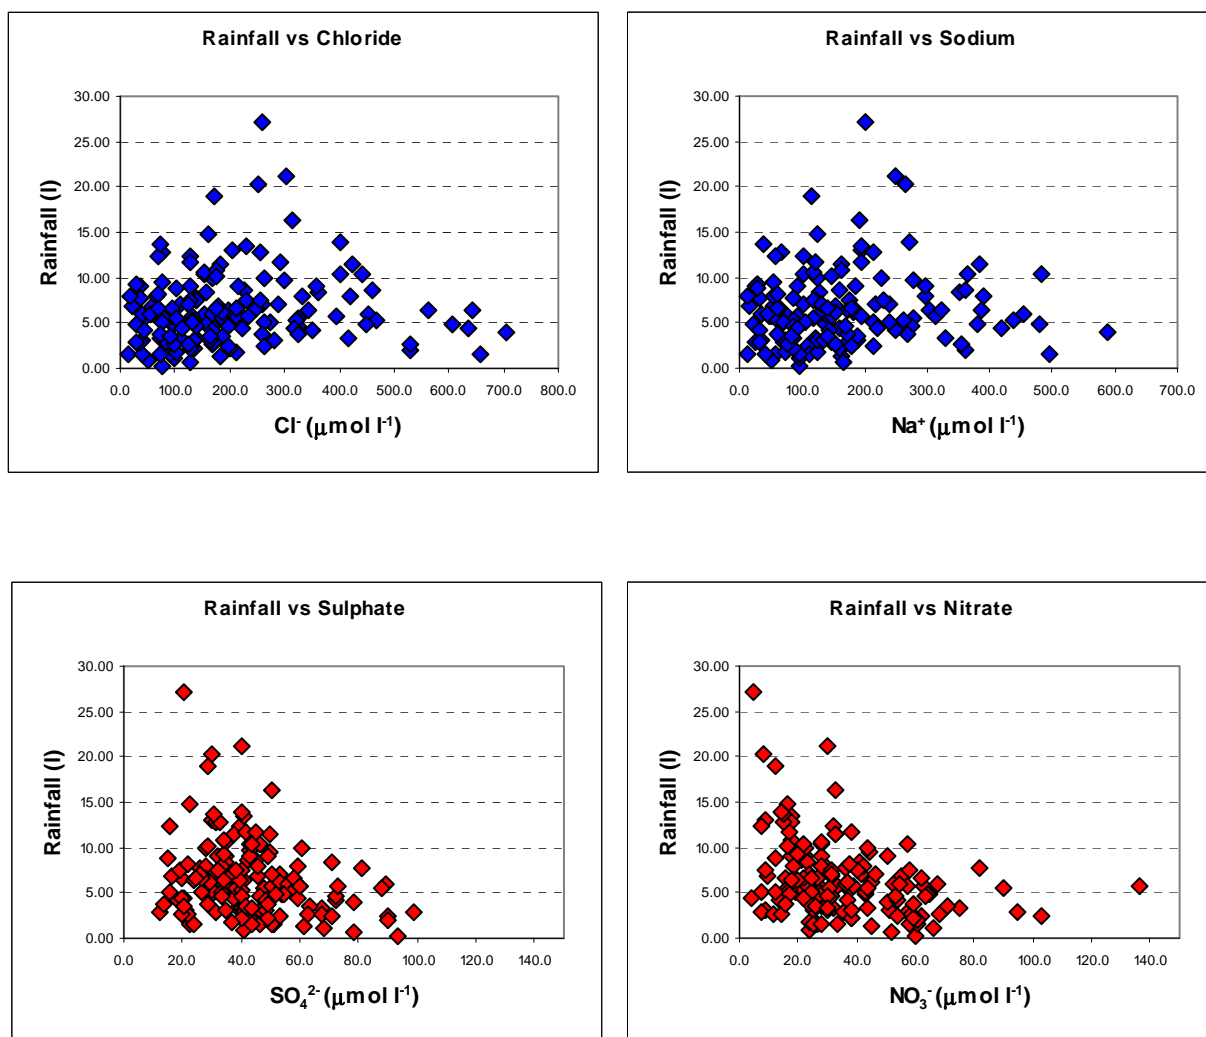 Rainfall vs Chloride
30.00
25.00
20.00
15.00
10.00
5.00
0.00
Rainfall (l)
0.0 100.0 200.0 300.0 400.0 500.0 600.0 700.0 800.0
Cl⁻ (μmol l⁻¹)
Rainfall vs Sodium
30.00
25.00
20.00
15.00
10.00
5.00
0.00
Rainfall (l)
0.0 100.0 200.0 300.0 400.0 500.0 600.0 700.0
Na⁺ (μmol l⁻¹)
Rainfall vs Sulphate
30.00
25.00
20.00
15.00
10.00
5.00
0.00
Rainfall (l)
0.0 20.0 40.0 60.0 80.0 100.0 120.0 140.0
SO₄²⁻ (μmol l⁻¹)
Rainfall vs Nitrate
30.00
25.00
20.00
15.00
10.00
5.00
0.00
Rainfall (l)
0.0 20.0 40.0 60.0 80.0 100.0 120.0 140.0
NO₃⁻ (μmol l⁻¹)